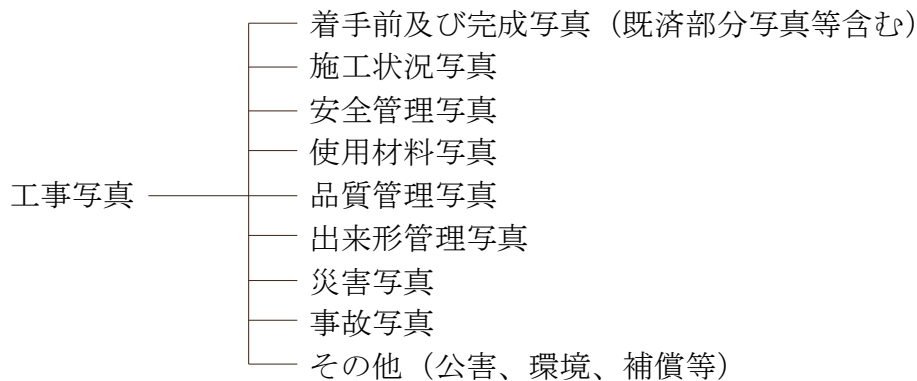 着手前及び完成写真（既済部分写真等含む）
施工状況写真
安全管理写真
使用材料写真
工事写真
品質管理写真
出来形管理写真
災害写真
事故写真
その他（公害、環境、補償等）